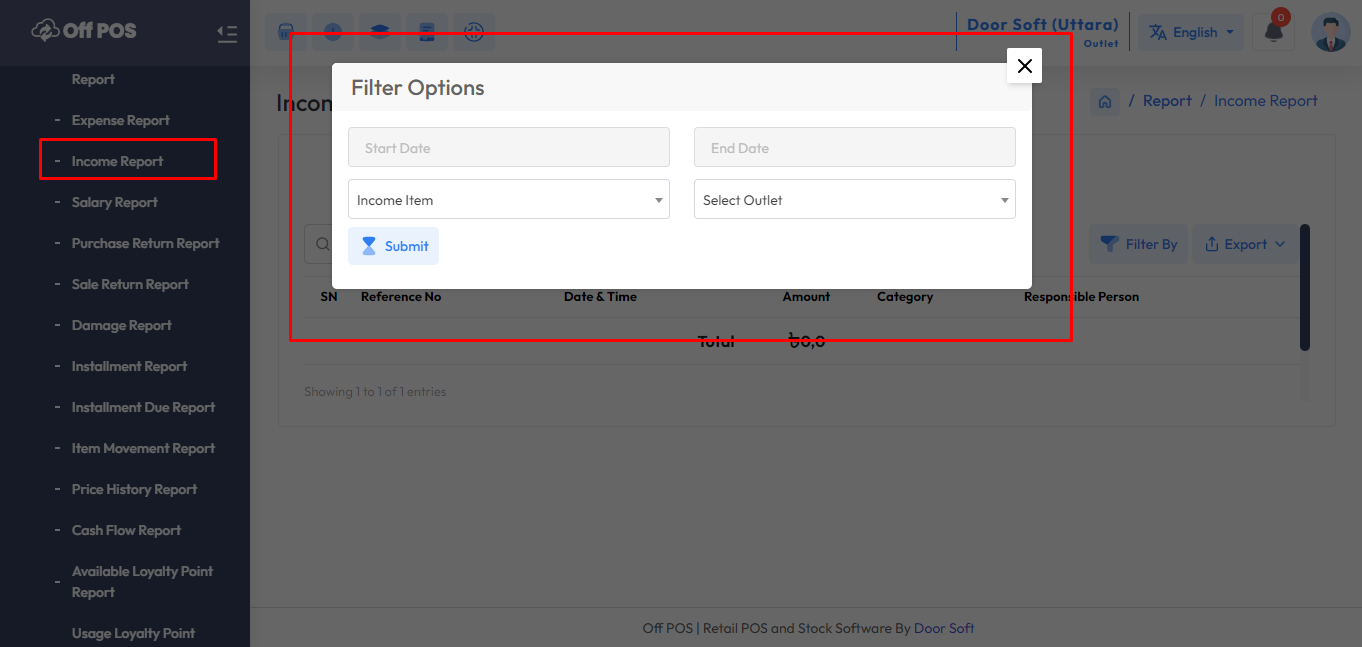 Off POS
Door Soft (Uttara)
Outlet
English
0
Report
Expense Report
Income Report
Salary Report
Purchase Return Report
Sale Return Report
Damage Report
Installment Report
Installment Due Report
Item Movement Report
Price History Report
Cash Flow Report
Available Loyalty Point
Report
Usage Loyalty Point
Incom
/ Report / Income Report
Filter Options
Start Date
End Date
Income Item
Select Outlet
Submit
Filter By
Export
SN Reference No Date & Time Amount Category Responsible Person
Total ৳0,0
Showing 1 to 1 of 1 entries
Off POS | Retail POS and Stock Software By Door Soft